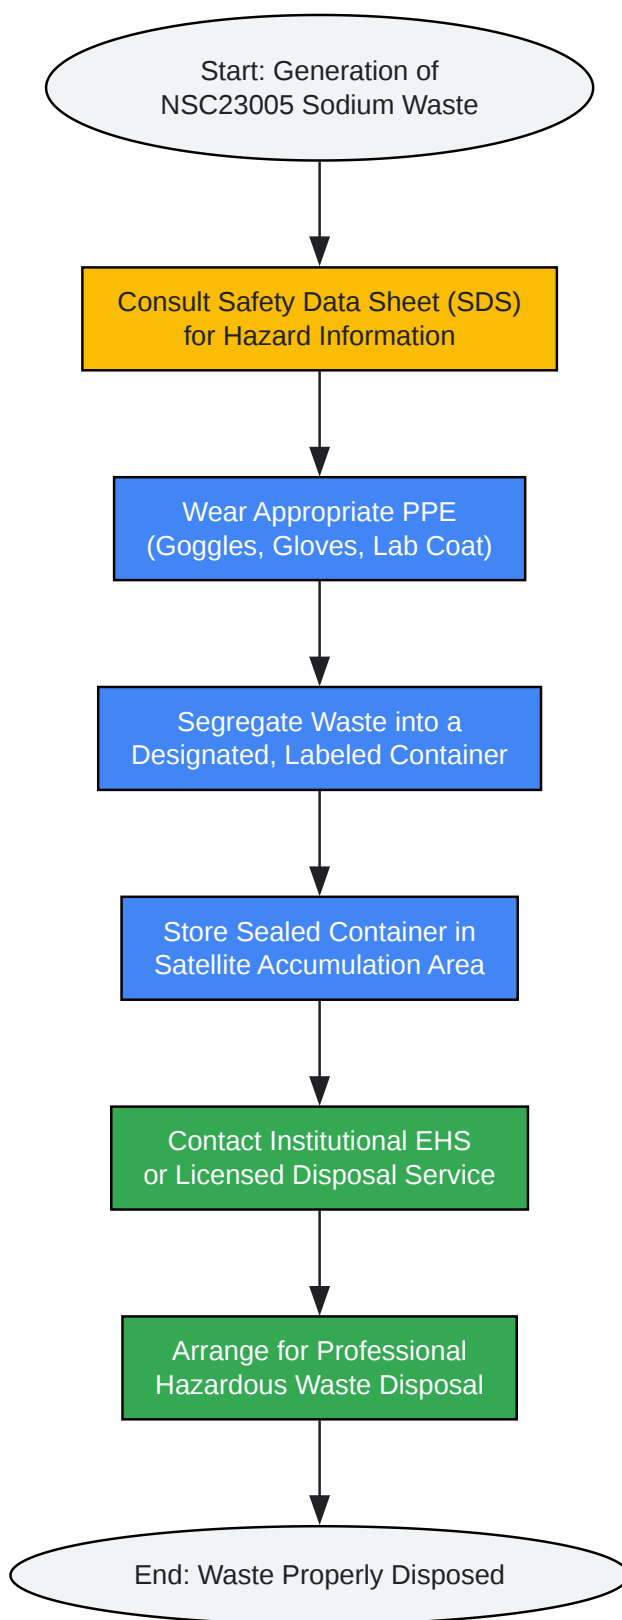 Start: Generation of
NSC23005 Sodium Waste
Consult Safety Data Sheet (SDS)
for Hazard Information
Wear Appropriate PPE
(Goggles, Gloves, Lab Coat)
Segregate Waste into a
Designated, Labeled Container
Store Sealed Container in
Satellite Accumulation Area
Contact Institutional EHS
or Licensed Disposal Service
Arrange for Professional
Hazardous Waste Disposal
End: Waste Properly Disposed